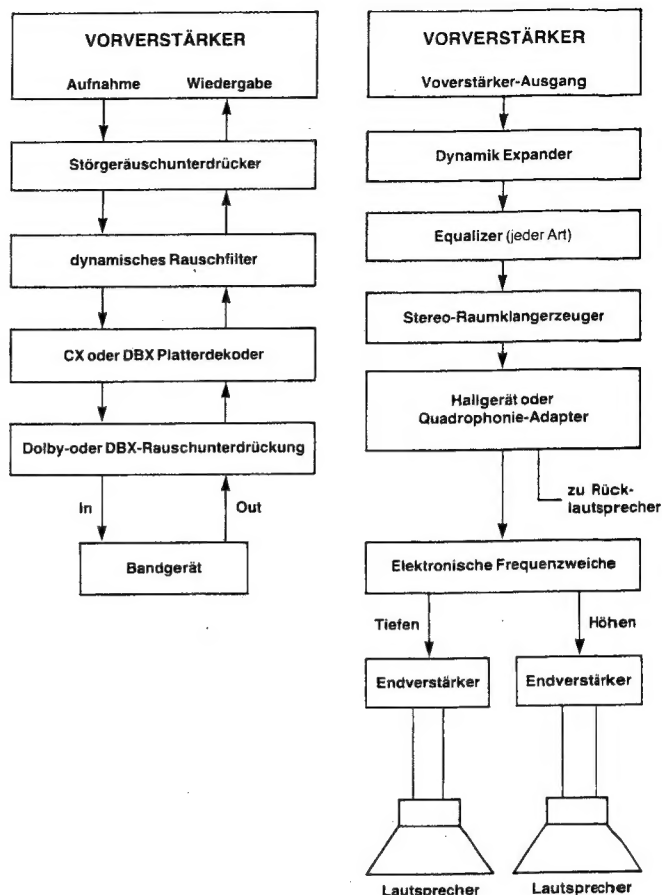 VORVERSTÄRKER
Aufnahme Wiedergabe
Störgeräuschunterdrücker
dynamisches Rauschfilter
CX oder DBX Platterdekoder
Dolby-oder DBX-Rauschunterdrückung
In Out
Bandgerät
VORVERSTÄRKER
Voverstärker-Ausgang
Dynamik Expander
Equalizer (jeder Art)
Stereo-Raumklangerzeuger
Hallgerät oder
Quadrophonie-Adapter
zu Rück-
lautsprecher
Elektronische Frequenzweiche
Tiefen Höhen
Endverstärker Endverstärker
Lautsprecher Lautsprecher